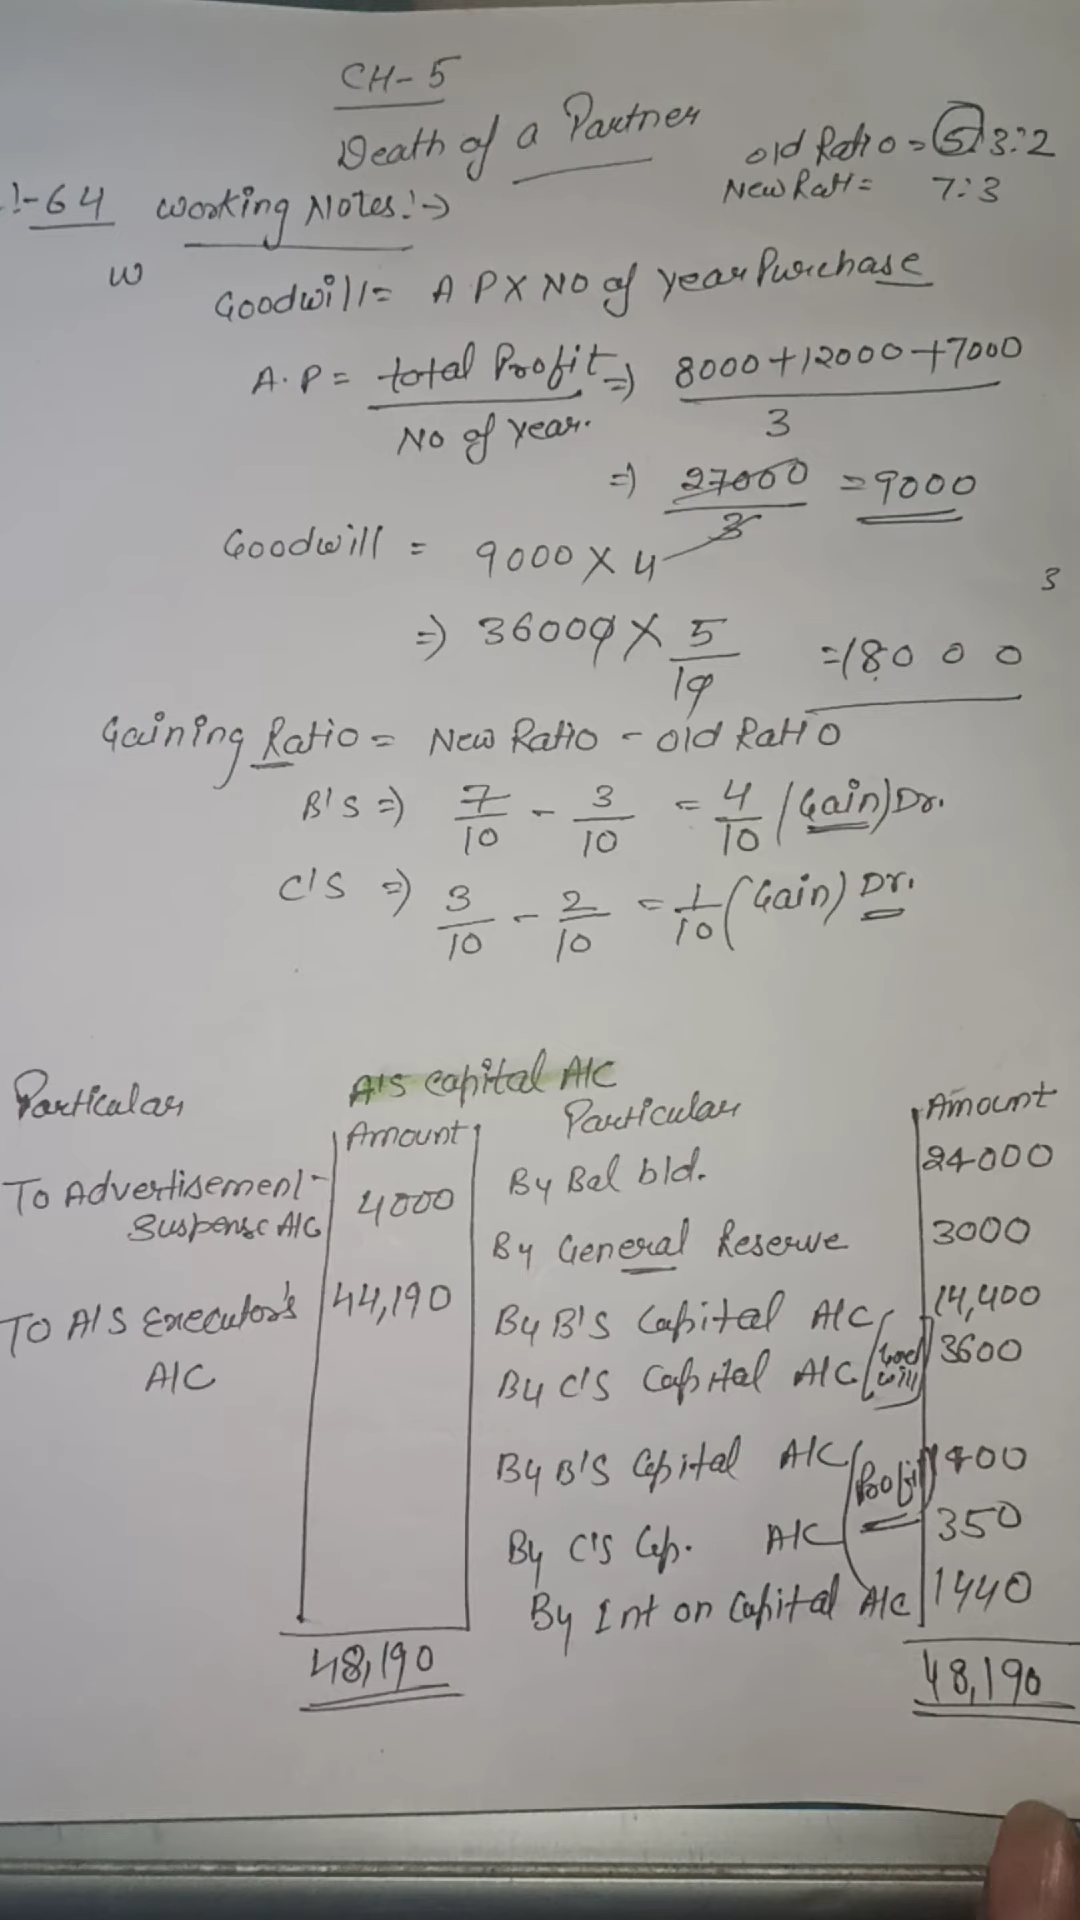 CH-5
Death of a Partner
Old Ratio = 5:3:2
New Rati = 7:3
!-64 Working Notes:->
Goodwill = A P X No of year Purchase
A.P = total Profit / No of year. => 8000+12000+7000 / 3
=> 27000 / 3 = 9000
Goodwill = 9000 X 4
3
=> 36000 X 5/10 = 18000
Gaining Ratio = New Ratio - old Ratio
B'S => 7/10 - 3/10 = 4/10 (Gain) Dr.
C'S => 3/10 - 2/10 = 1/10 (Gain) Dr.
A'S Capital A/C
Particular Amount Particular Amount
To Advertisement Suspense A/C 4000 By Bal b/d. 24000
By General Reserve 3000
To A'S Executor's A/C 44,190 By B'S Capital A/C 14,400
By C'S Capital A/C (Good will) 3600
By B'S Capital A/C (Profit) 1400
By C'S Cap. A/C 350
By Int on Capital A/C 1440
48,190 48,190